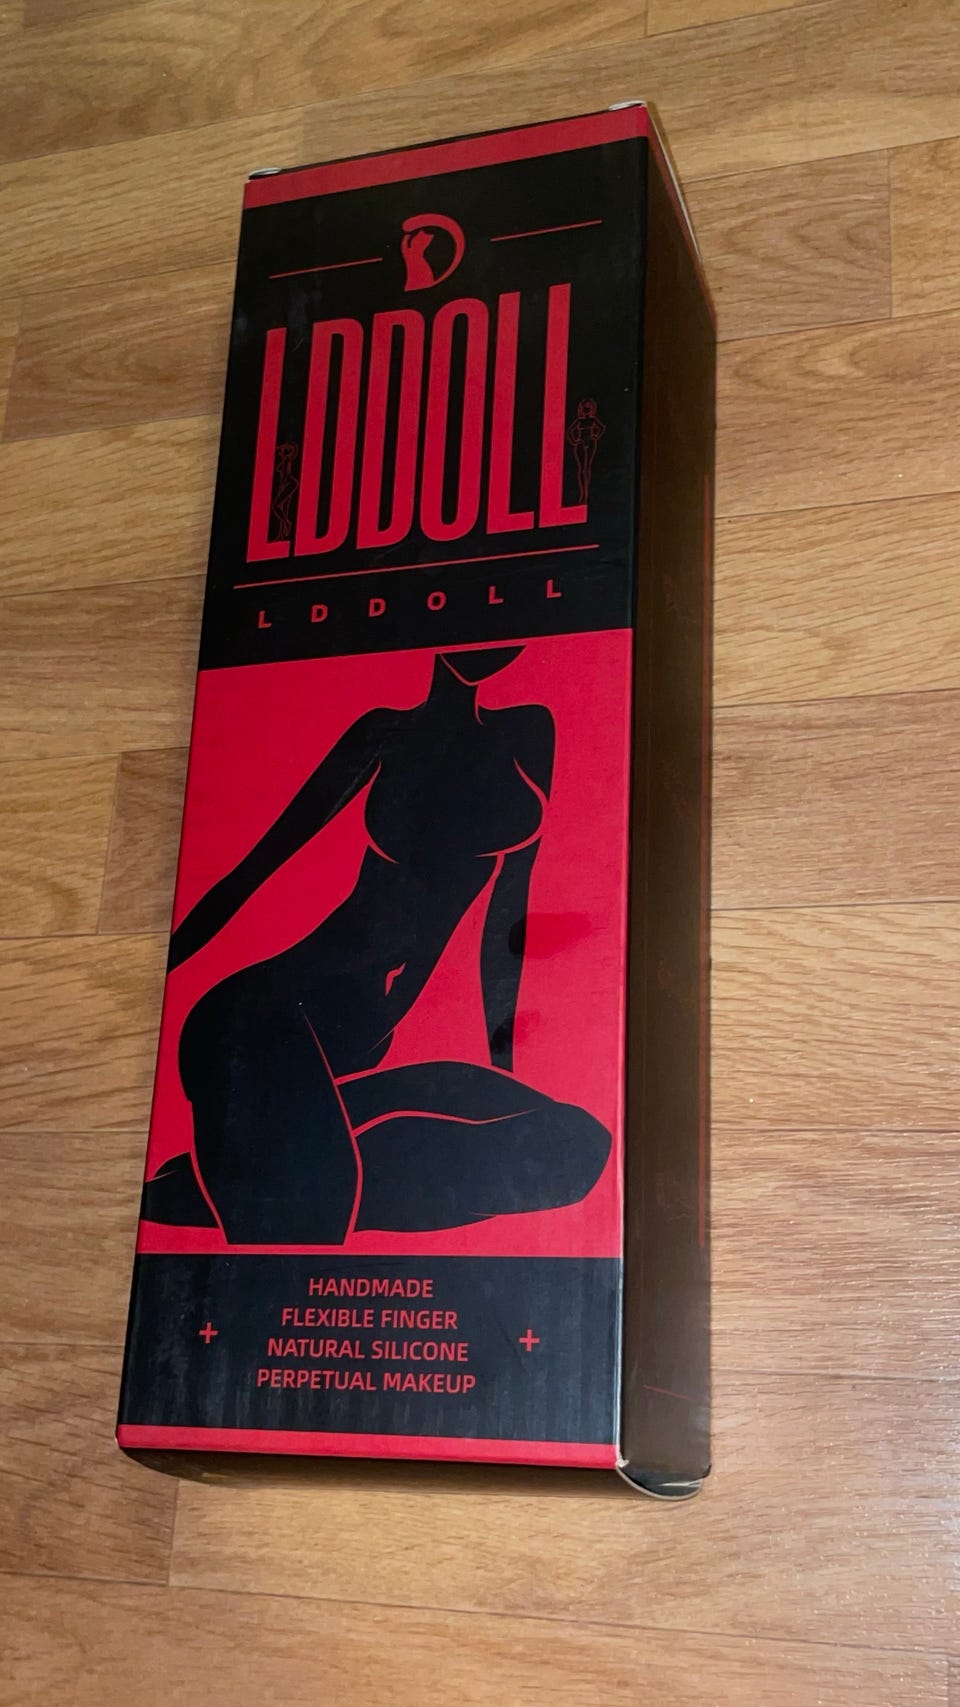 LDDOLL
LDDOLL
HANDMADE
FLEXIBLE FINGER
NATURAL SILICONE
PERPETUAL MAKEUP